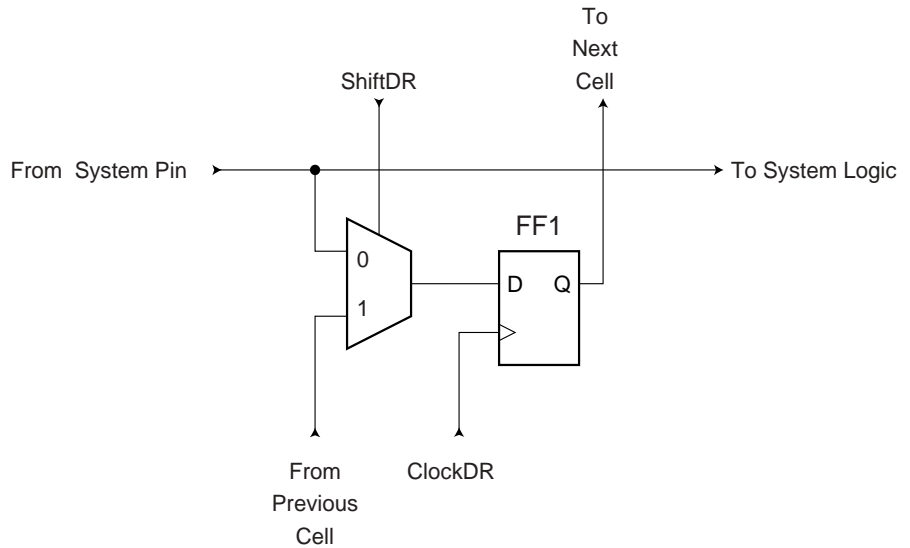 To
Next
Cell
ShiftDR
From System Pin
To System Logic
FF1
0
D Q
1
From
Previous
Cell
ClockDR